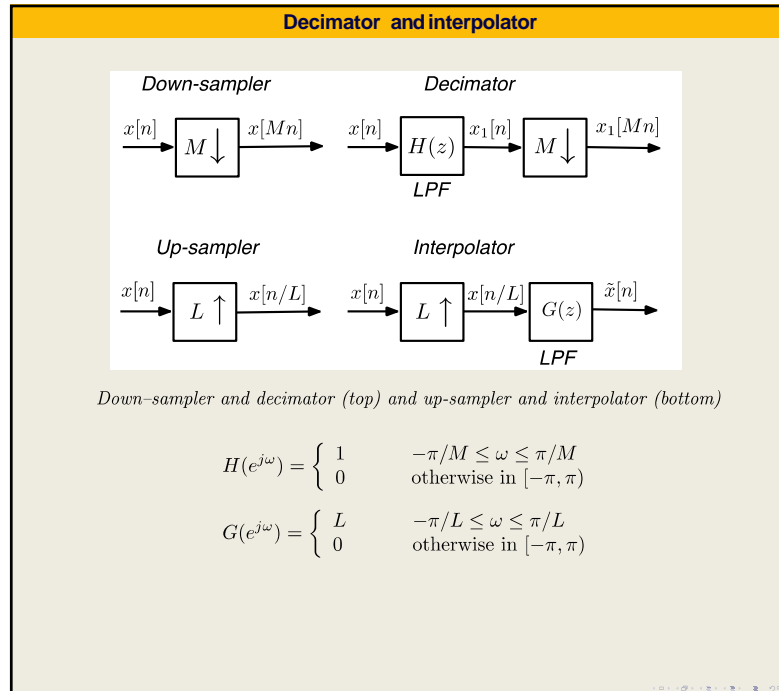 Decimator and interpolator
Down-sampler Decimator
x[n] M ↓ x[Mn] x[n] H(z) x₁[n] M ↓ x₁[Mn]
LPF
Up-sampler Interpolator
x[n] L ↑ x[n/L] x[n] L ↑ x[n/L] G(z) x̃[n]
LPF
Down–sampler and decimator (top) and up-sampler and interpolator (bottom)
H(e^{jω}) = { 1 −π/M ≤ ω ≤ π/M
0 otherwise in [−π, π)
G(e^{jω}) = { L −π/L ≤ ω ≤ π/L
0 otherwise in [−π, π)